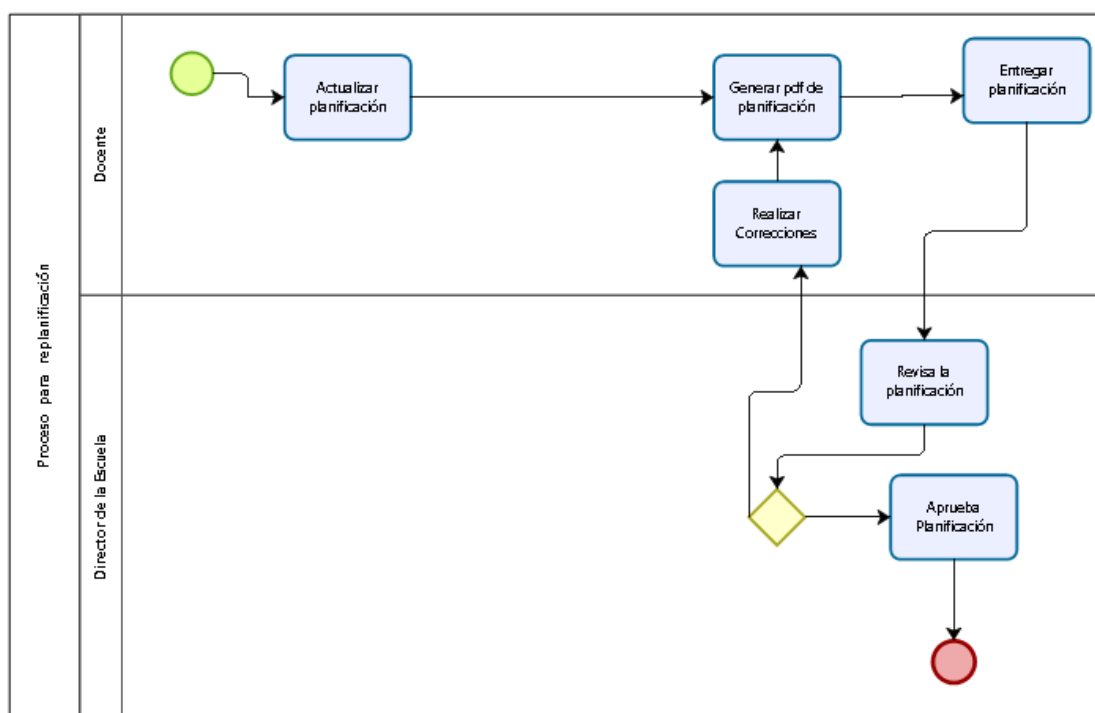 Proceso para replanificación
Docente
Actualizar
planificación
Generar pdf de
planificación
Entregar
planificación
Realizar
Correcciones
Director de la Escuela
Revisa la
planificación
Aprueba
Planificación